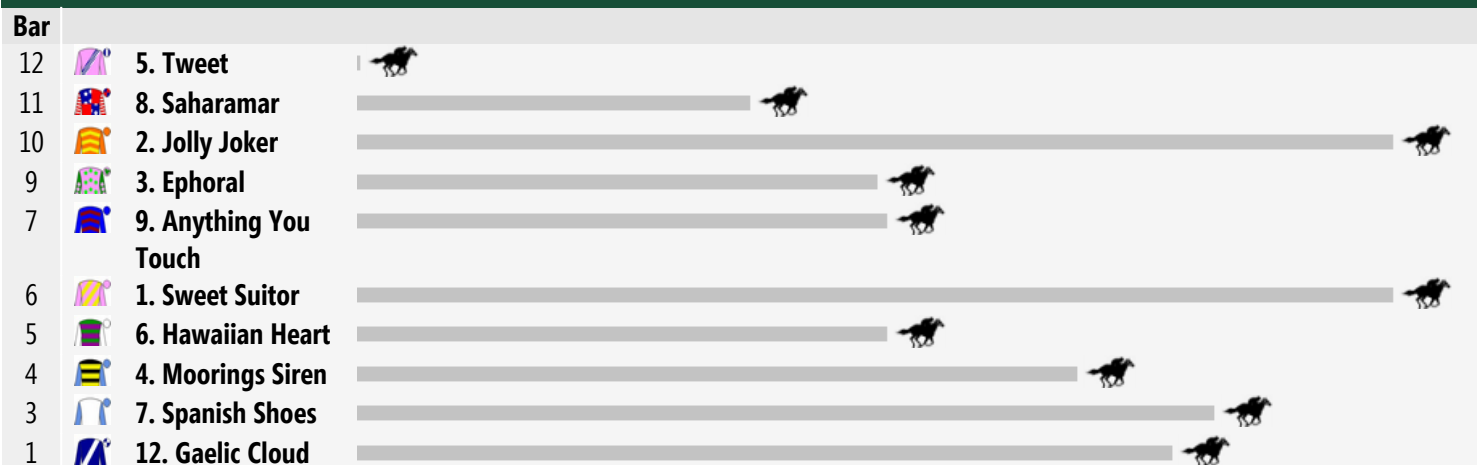 Bar
12 5. Tweet
11 8. Saharamar
10 2. Jolly Joker
9 3. Ephoral
7 9. Anything You
Touch
6 1. Sweet Suitor
5 6. Hawaiian Heart
4 4. Moorings Siren
3 7. Spanish Shoes
1 12. Gaelic Cloud